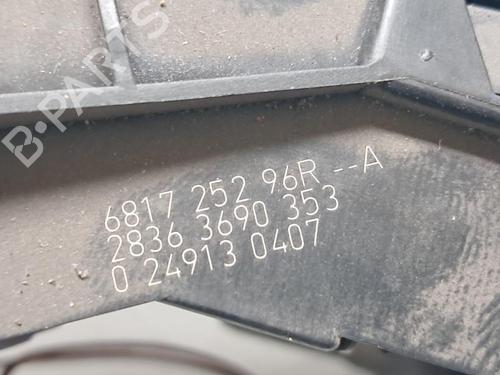 B-PARTS
6817 252 96R --A
2836 3690 353
0 24913 0407